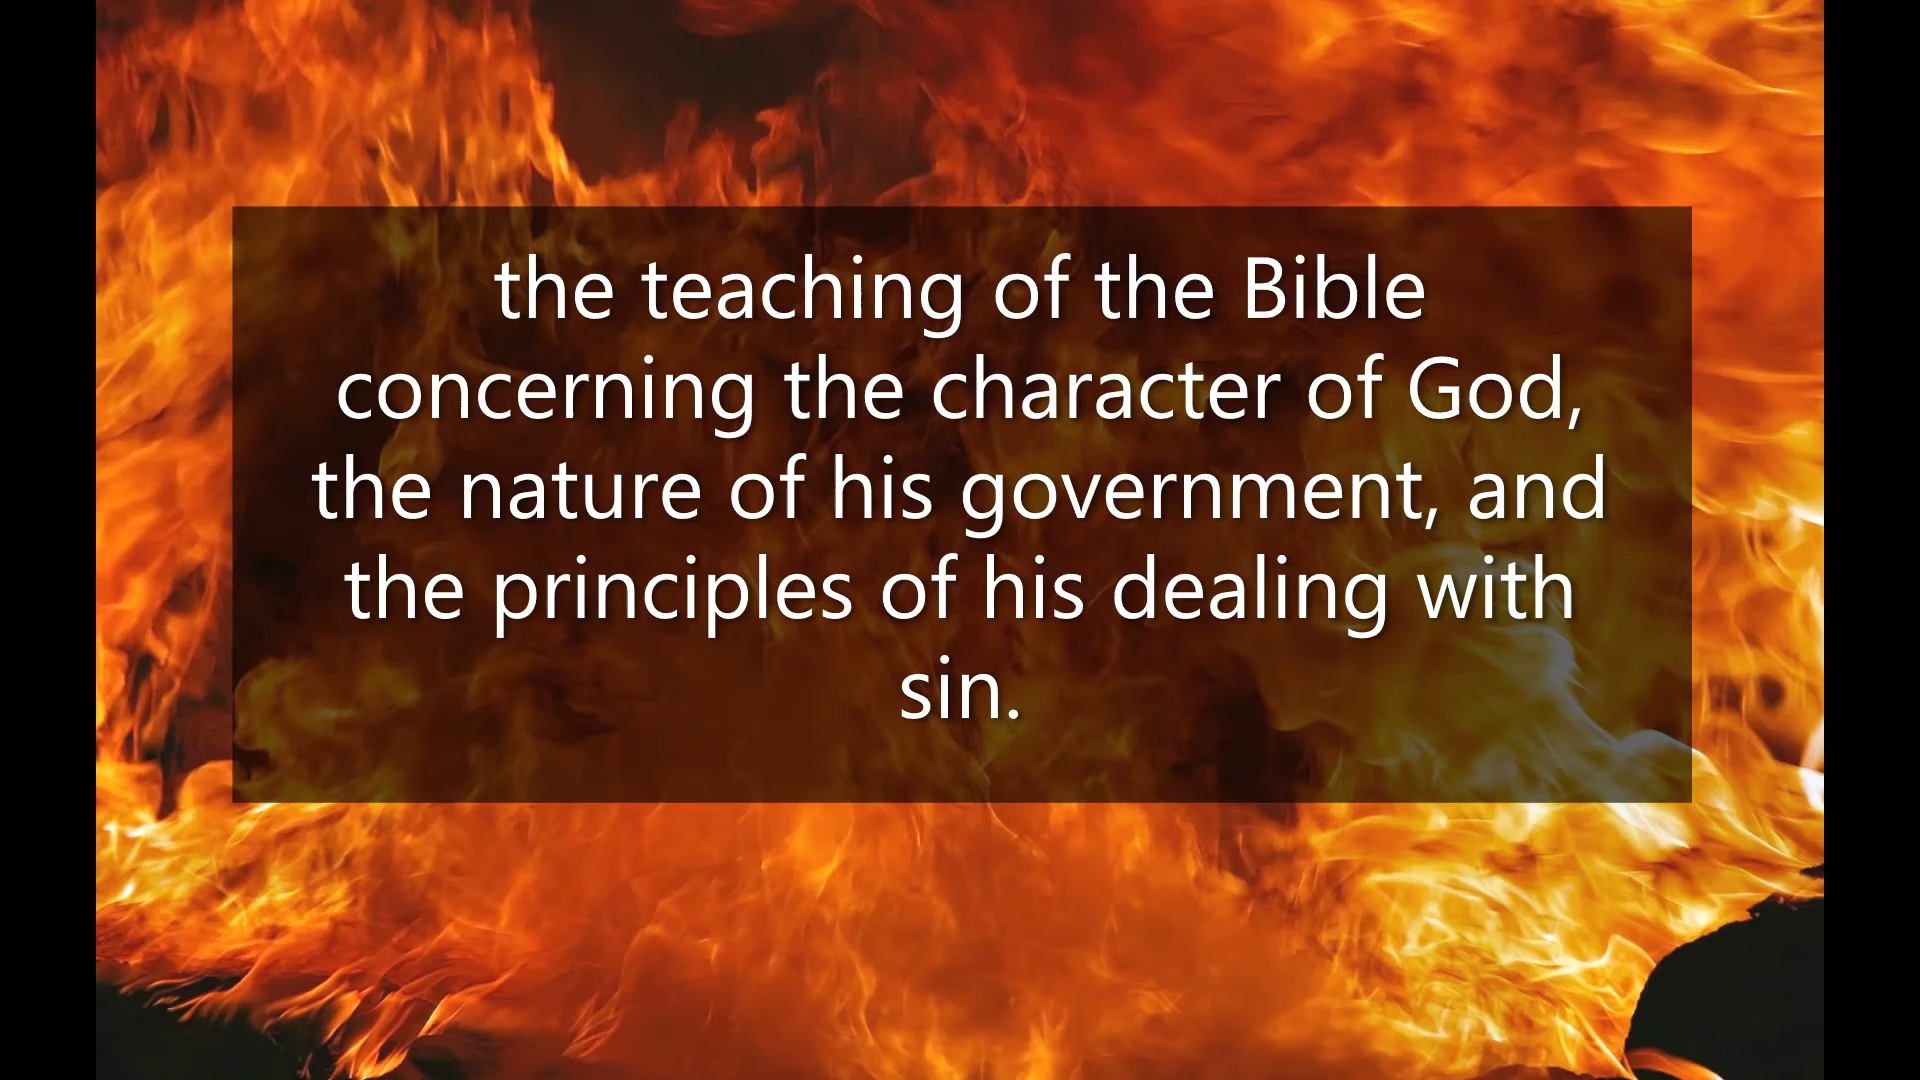 the teaching of the Bible
concerning the character of God,
the nature of his government, and
the principles of his dealing with
sin.